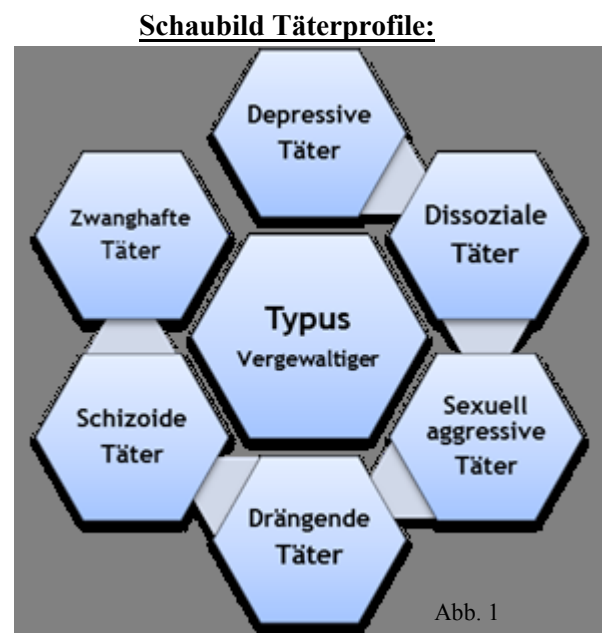 Schaubild Täterprofile:
Depressive
Täter
Dissoziale
Täter
Zwanghafte
Täter
Typus
Vergewaltiger
Sexuell
aggressive
Täter
Schizoide
Täter
Drängende
Täter
Abb. 1